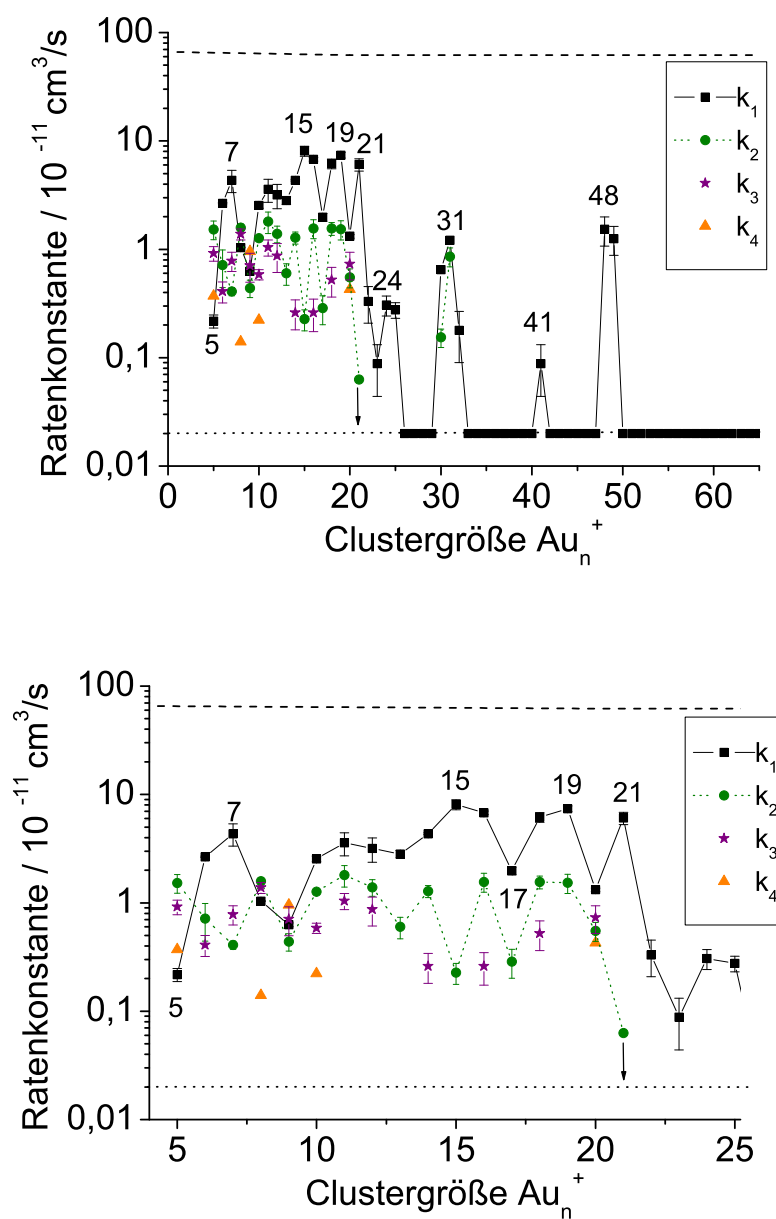 100
10
1
0,1
0,01
Ratenkonstante / 10 ⁻¹¹ cm³/s
7
15
19
21
5
24
31
41
48
k₁
k₂
k₃
k₄
0 10 20 30 40 50 60
Clustergröße Auₙ⁺
100
10
1
0,1
0,01
Ratenkonstante / 10 ⁻¹¹ cm³/s
7
15
19
21
5
17
k₁
k₂
k₃
k₄
5 10 15 20 25
Clustergröße Auₙ⁺